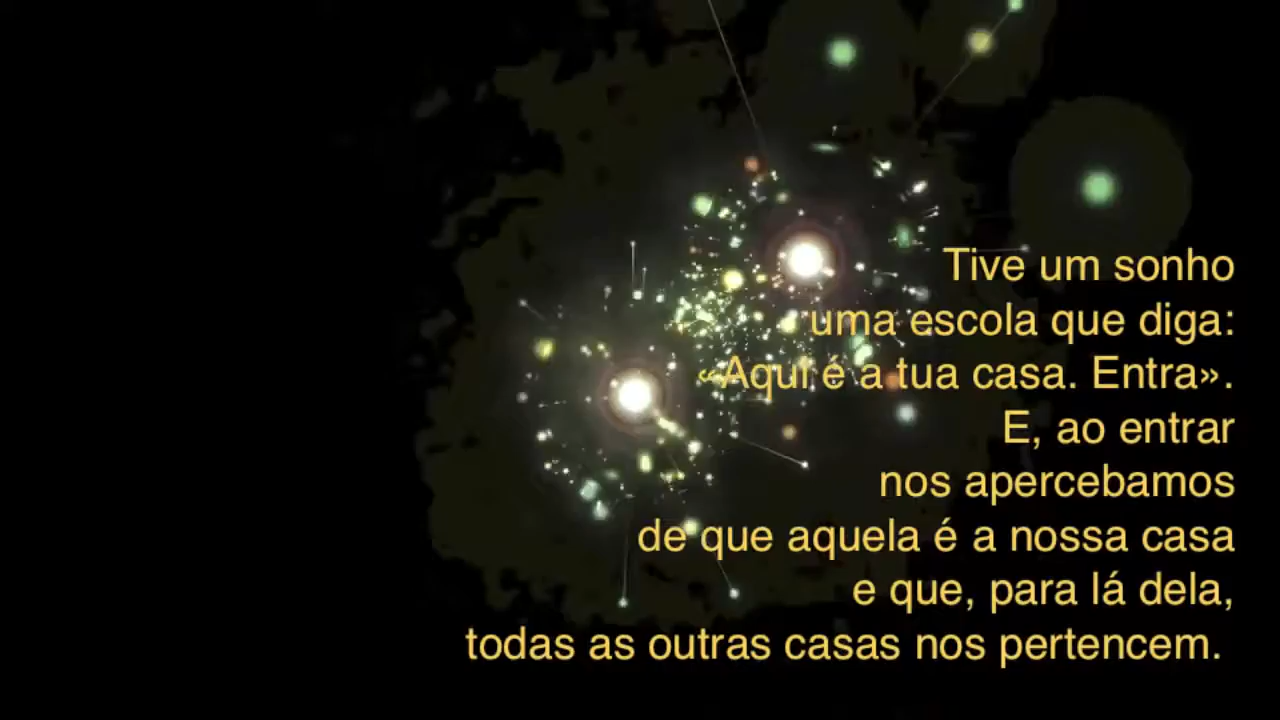 Tive um sonho
uma escola que diga:
«Aqui é a tua casa. Entra».
E, ao entrar
nos apercebamos
de que aquela é a nossa casa
e que, para lá dela,
todas as outras casas nos pertencem.